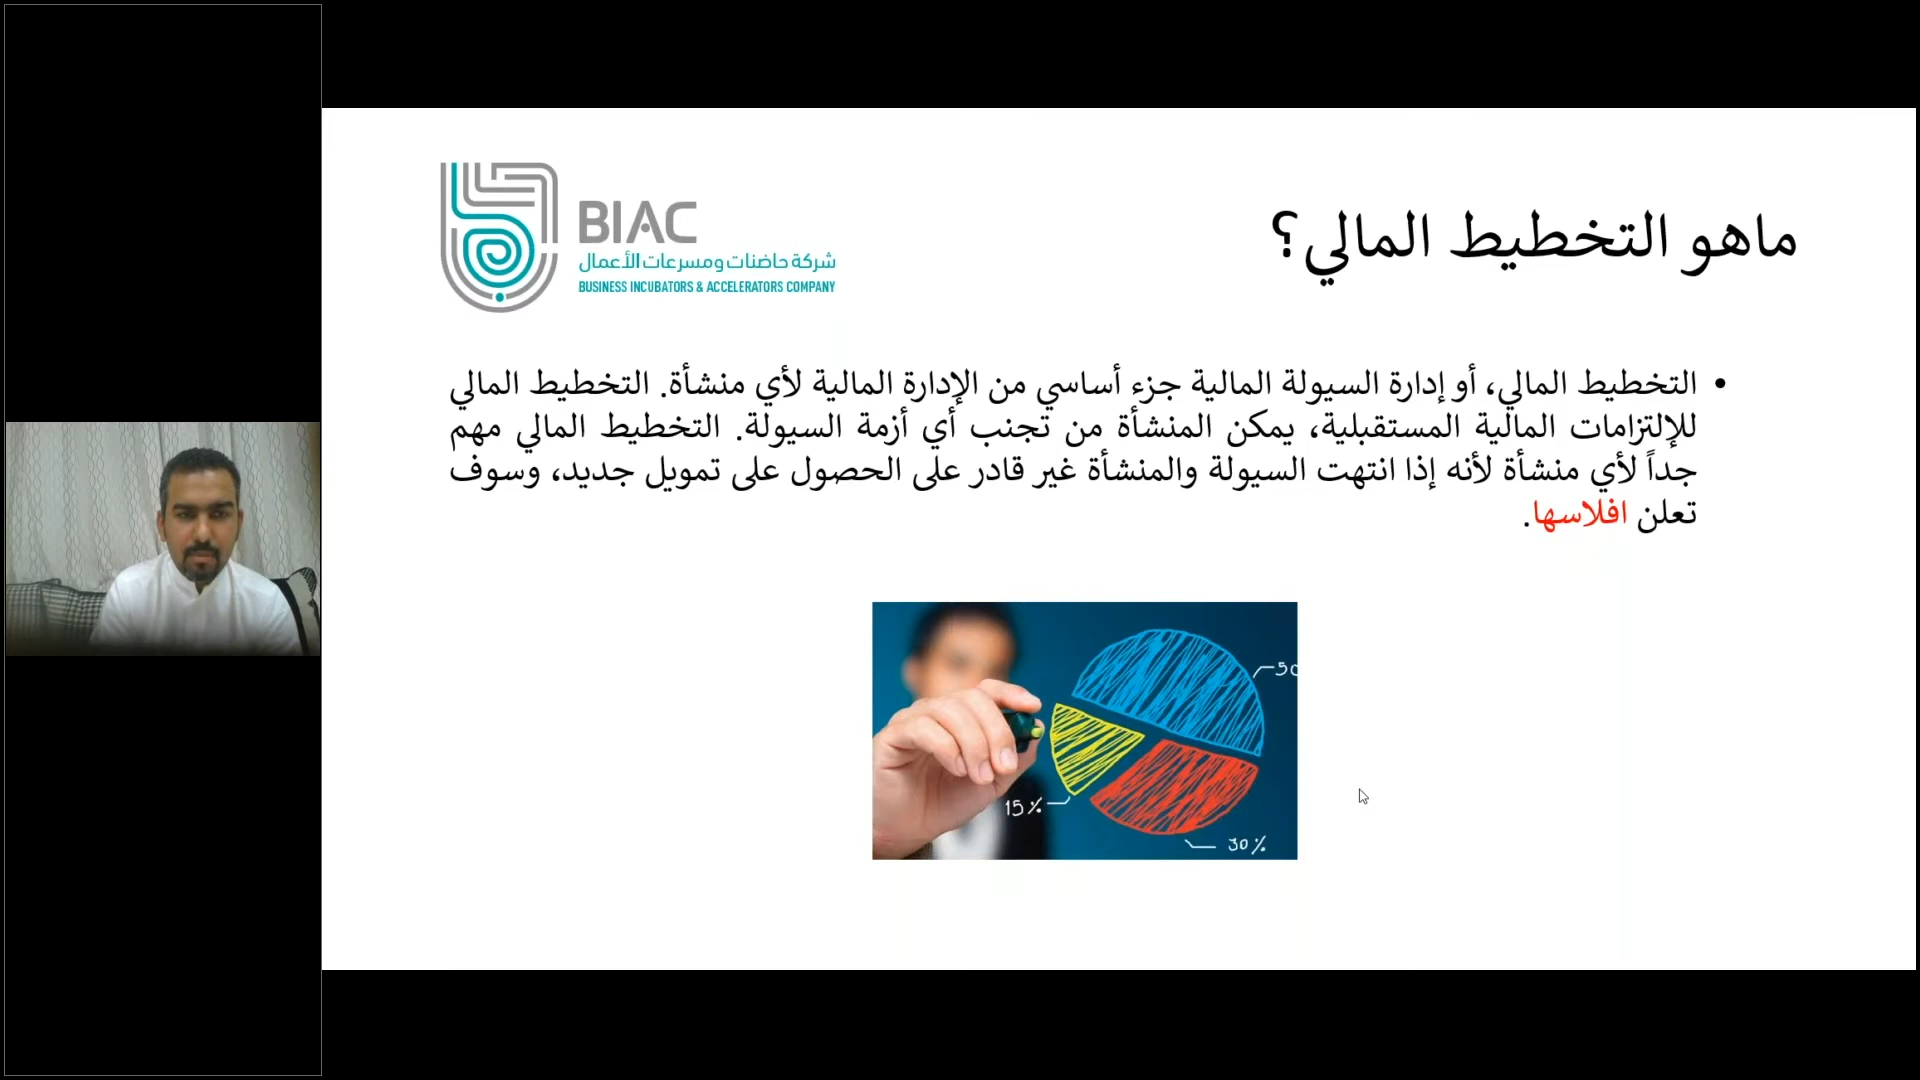 BIAC
شركة حاضنات ومسرعات الأعمال
BUSINESS INCUBATORS & ACCELERATORS COMPANY
ماهو التخطيط المالي؟
• التخطيط المالي، أو إدارة السيولة المالية جزء أساسي من الإدارة المالية لأي منشأة. التخطيط المالي
للإلتزامات المالية المستقبلية، يمكن المنشأة من تجنب أي أزمة السيولة. التخطيط المالي مهم
جداً لأي منشأة لأنه إذا انتهت السيولة والمنشأة غير قادر على الحصول على تمويل جديد، وسوف
تعلن افلاسها.
50
15%
30%